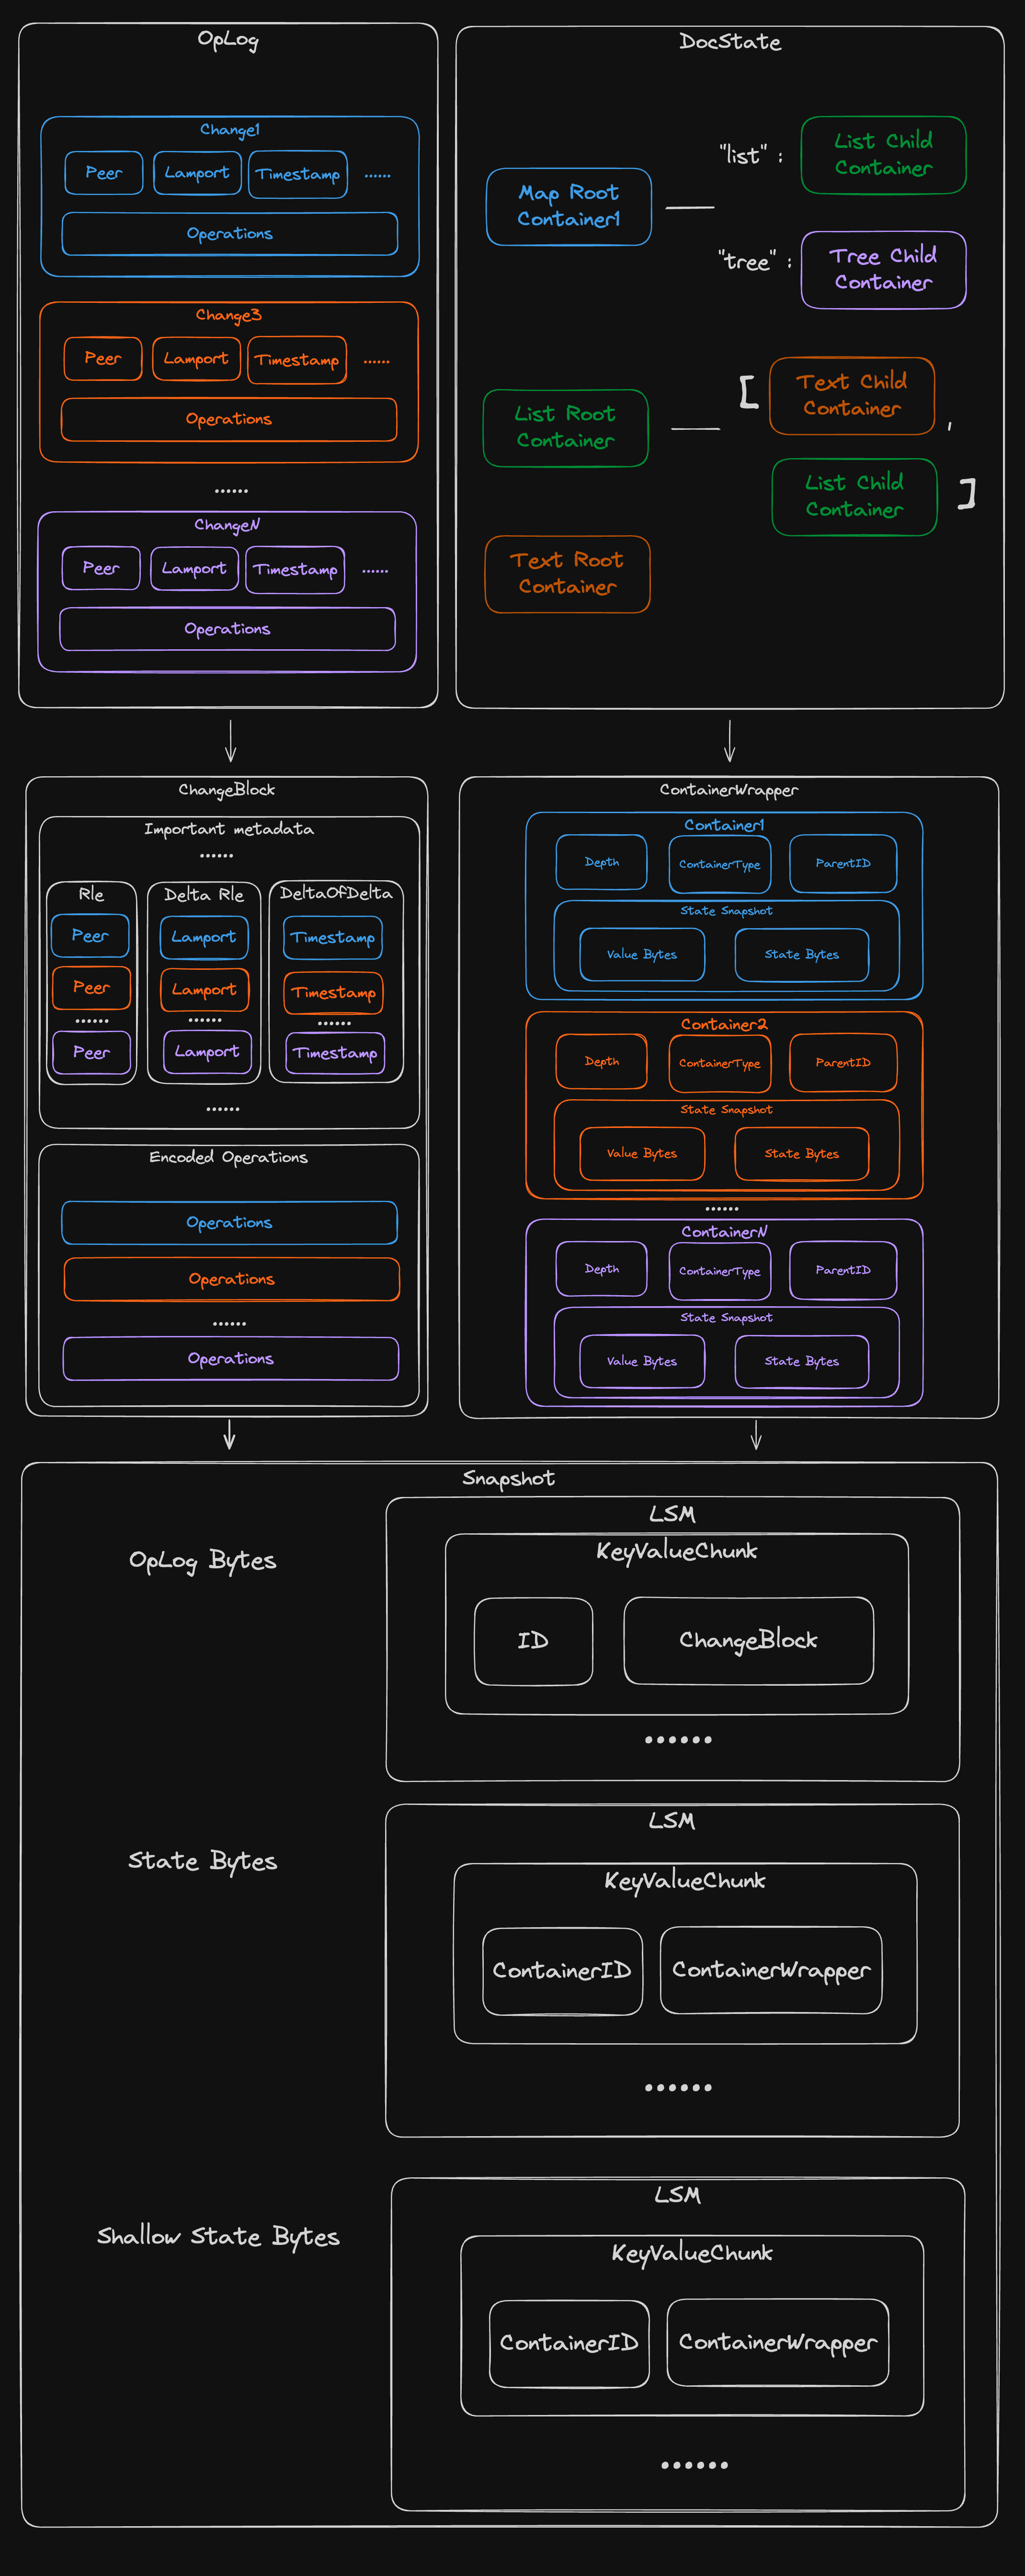 OpLog
Change1
Peer
Lamport
Timestamp
......
Operations
Change3
Peer
Lamport
Timestamp
......
Operations
......
ChangeN
Peer
Lamport
Timestamp
......
Operations
DocState
Map Root
Container1
"list" :
List Child
Container
"tree" :
Tree Child
Container
List Root
Container
[
Text Child
Container
,
List Child
Container
]
Text Root
Container
ChangeBlock
Important metadata
......
Rle
Peer
Peer
......
Peer
Delta Rle
Lamport
Lamport
......
Lamport
DeltaOfDelta
Timestamp
Timestamp
......
Timestamp
......
Encoded Operations
Operations
Operations
......
Operations
ContainerWrapper
Container1
Depth
ContainerType
ParentID
State Snapshot
Value Bytes
State Bytes
Container2
Depth
ContainerType
ParentID
State Snapshot
Value Bytes
State Bytes
......
ContainerN
Depth
ContainerType
ParentID
State Snapshot
Value Bytes
State Bytes
Snapshot
OpLog Bytes
LSM
KeyValueChunk
ID
ChangeBlock
......
State Bytes
LSM
KeyValueChunk
ContainerID
ContainerWrapper
......
Shallow State Bytes
LSM
KeyValueChunk
ContainerID
ContainerWrapper
......